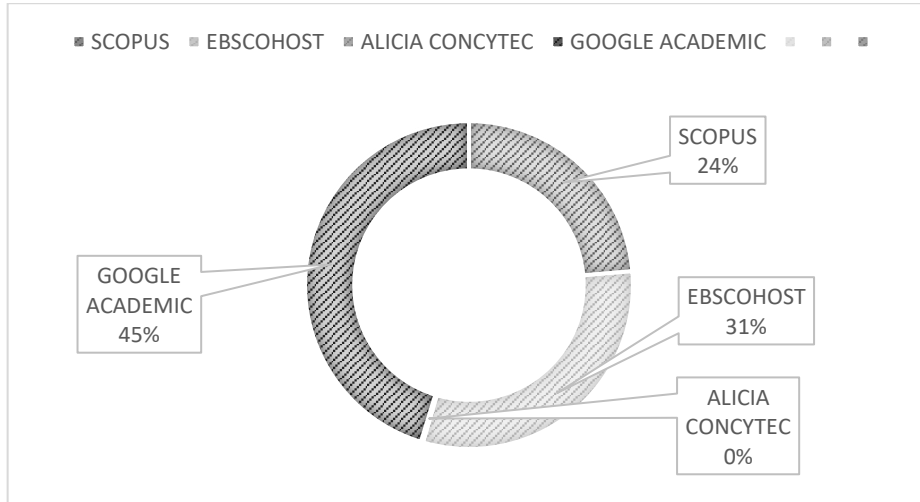 SCOPUS EBSCOHOST ALICIA CONCYTEC GOOGLE ACADEMIC
SCOPUS
24%
GOOGLE
ACADEMIC
45%
EBSCOHOST
31%
ALICIA
CONCYTEC
0%